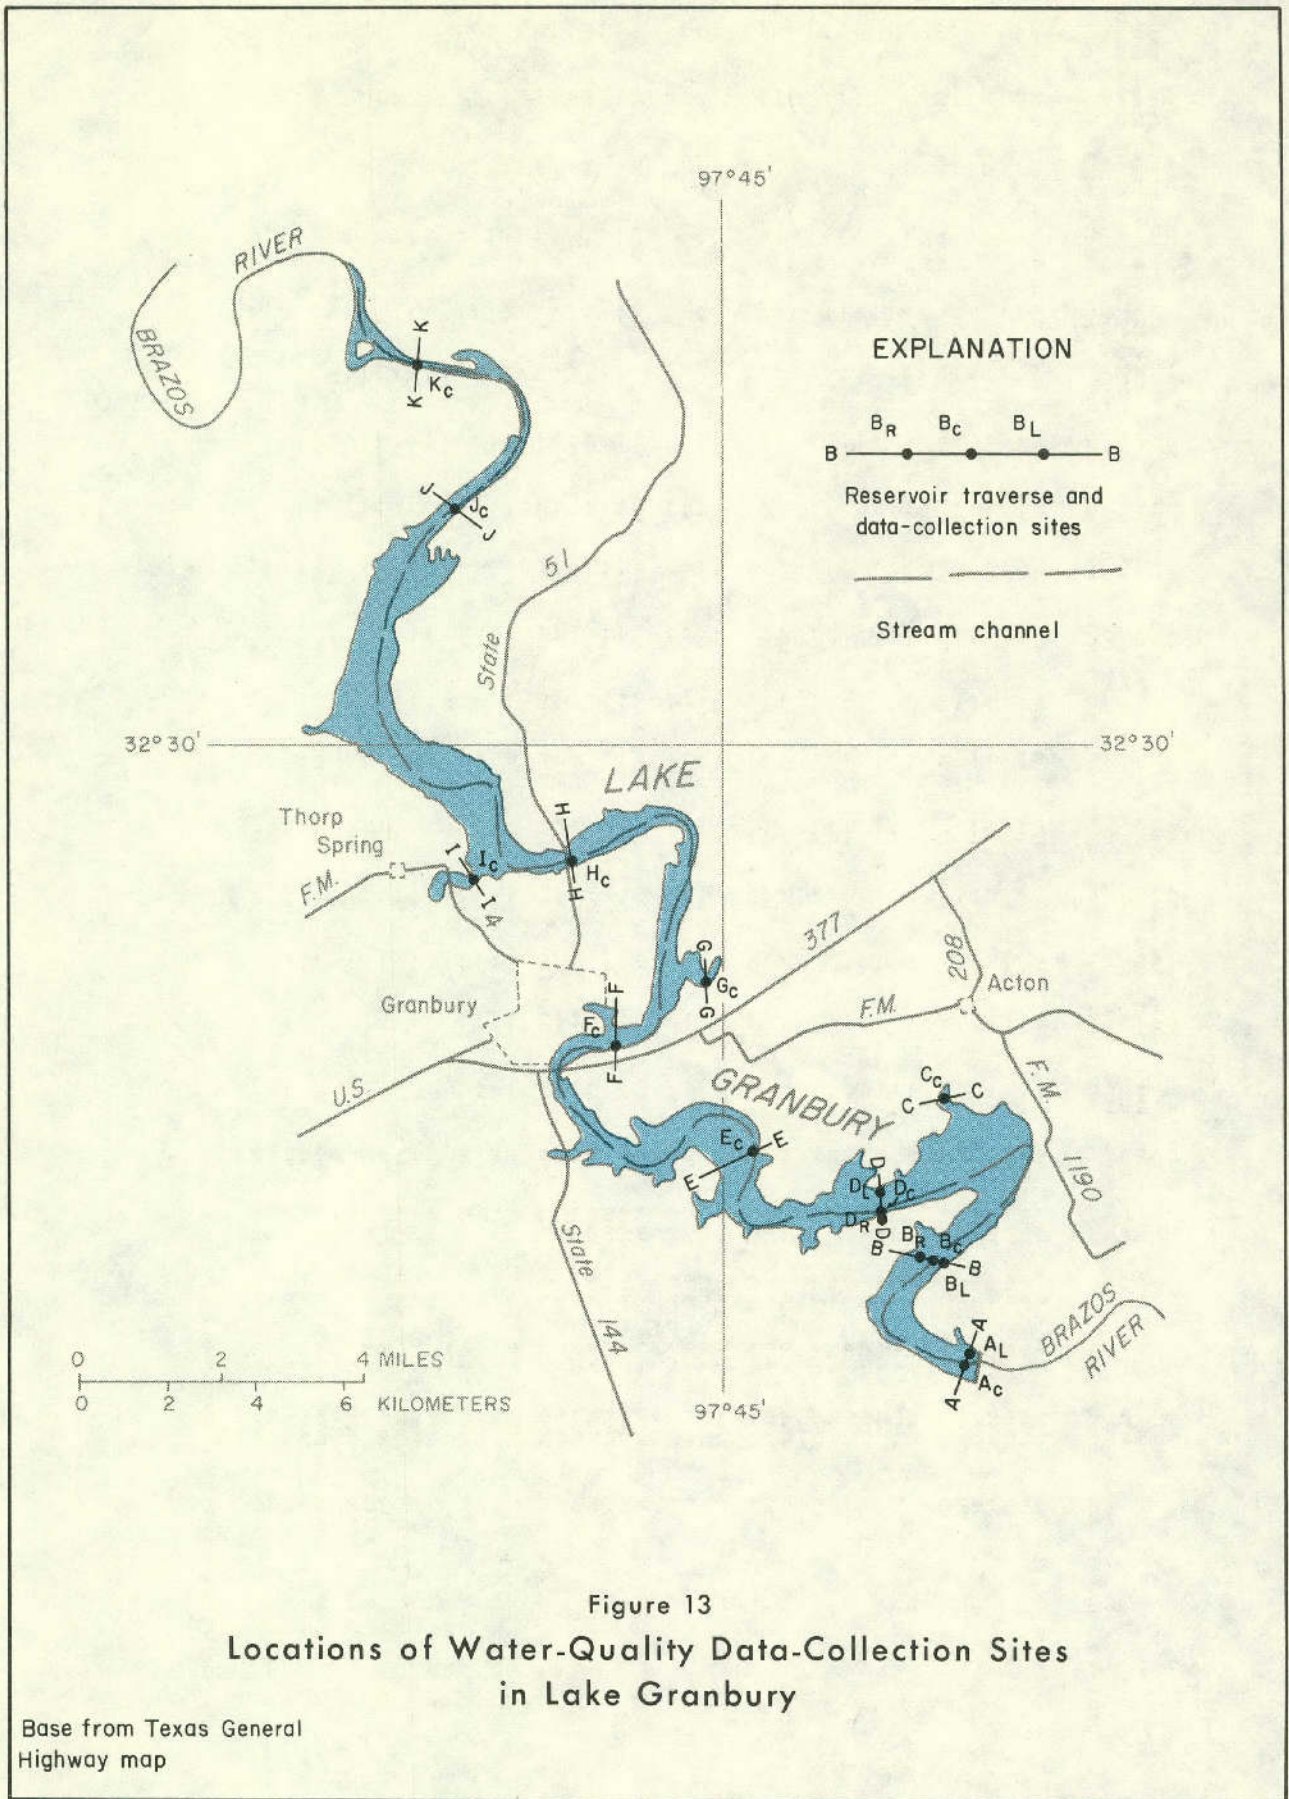 97°45'
RIVER
BRAZOS
K
K
Kc
EXPLANATION
BR Bc BL
B B
Reservoir traverse and
data-collection sites
Stream channel
J
Jc
J
51
State
32°30' 32°30'
LAKE
Thorp
Spring
F.M.
I
Ic
I
4
H
Hc
H
377
208
Acton
F.M.
G
Gc
G
Granbury
F
Fc
F
U.S.
GRANBURY
F.M.
1190
Cc
C C
Ec E
E
D
DL Dc
DR
D
B BR Bc
B
BL
State
144
A
AL
Ac
A
BRAZOS
RIVER
0 2 4 MILES
0 2 4 6 KILOMETERS
97°45'
Figure 13
Locations of Water-Quality Data-Collection Sites
in Lake Granbury
Base from Texas General
Highway map